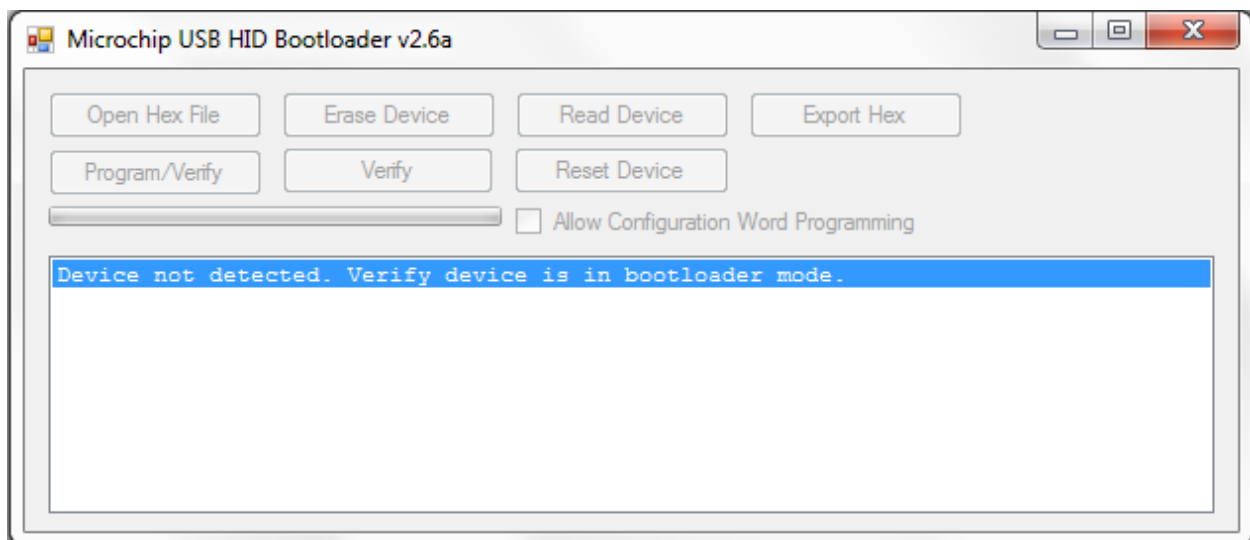 Microchip USB HID Bootloader v2.6a
Open Hex File Erase Device Read Device Export Hex
Program/Verify Verify Reset Device
Allow Configuration Word Programming
Device not detected. Verify device is in bootloader mode.